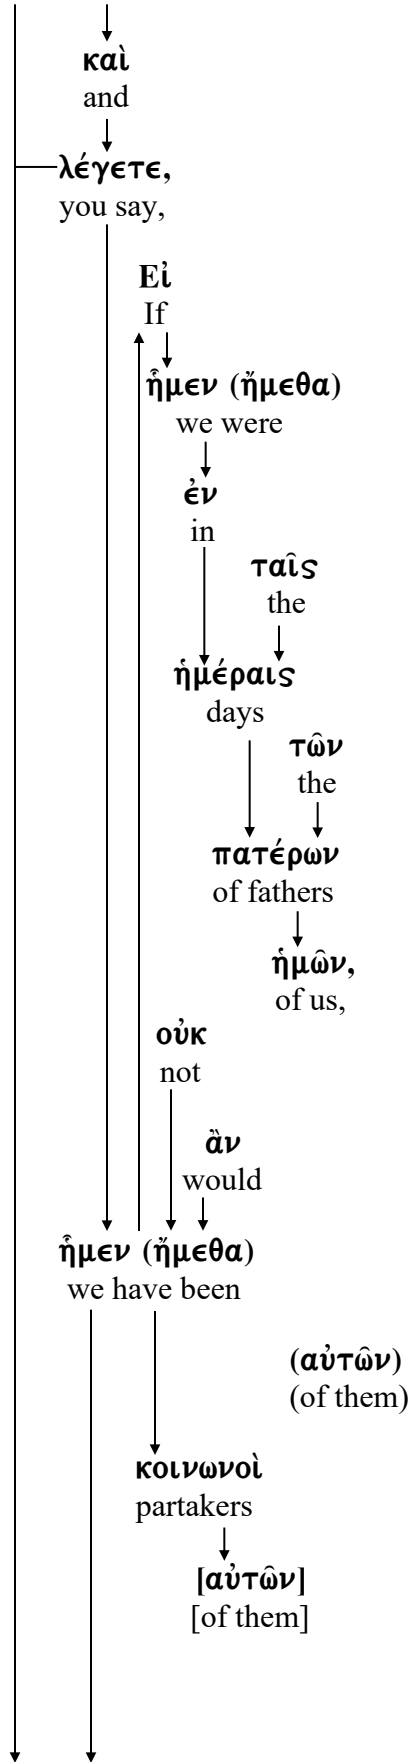 καὶ
and
λέγετε,
you say,
Εἰ
If
ἦμεν (ἤμεθα)
we were
ἐν
in
ταῖς
the
ἡμέραις
days
τῶν
the
πατέρων
of fathers
ἡμῶν,
of us,
οὐκ
not
ἂν
would
ἦμεν (ἤμεθα)
we have been
(αὐτῶν)
(of them)
κοινωνοὶ
partakers
[αὐτῶν]
[of them]